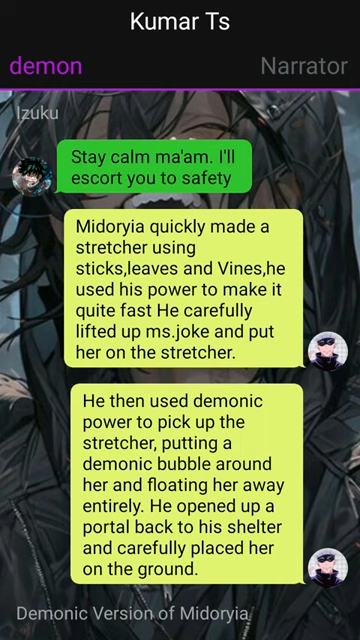 Kumar Ts
demon
Narrator
Izuku
Stay calm ma'am. I'll
escort you to safety
Midoryia quickly made a
stretcher using
sticks,leaves and Vines,he
used his power to make it
quite fast He carefully
lifted up ms.joke and put
her on the stretcher.
He then used demonic
power to pick up the
stretcher, putting a
demonic bubble around
her and floating her away
entirely. He opened up a
portal back to his shelter
and carefully placed her
on the ground.
Demonic Version of Midoryia